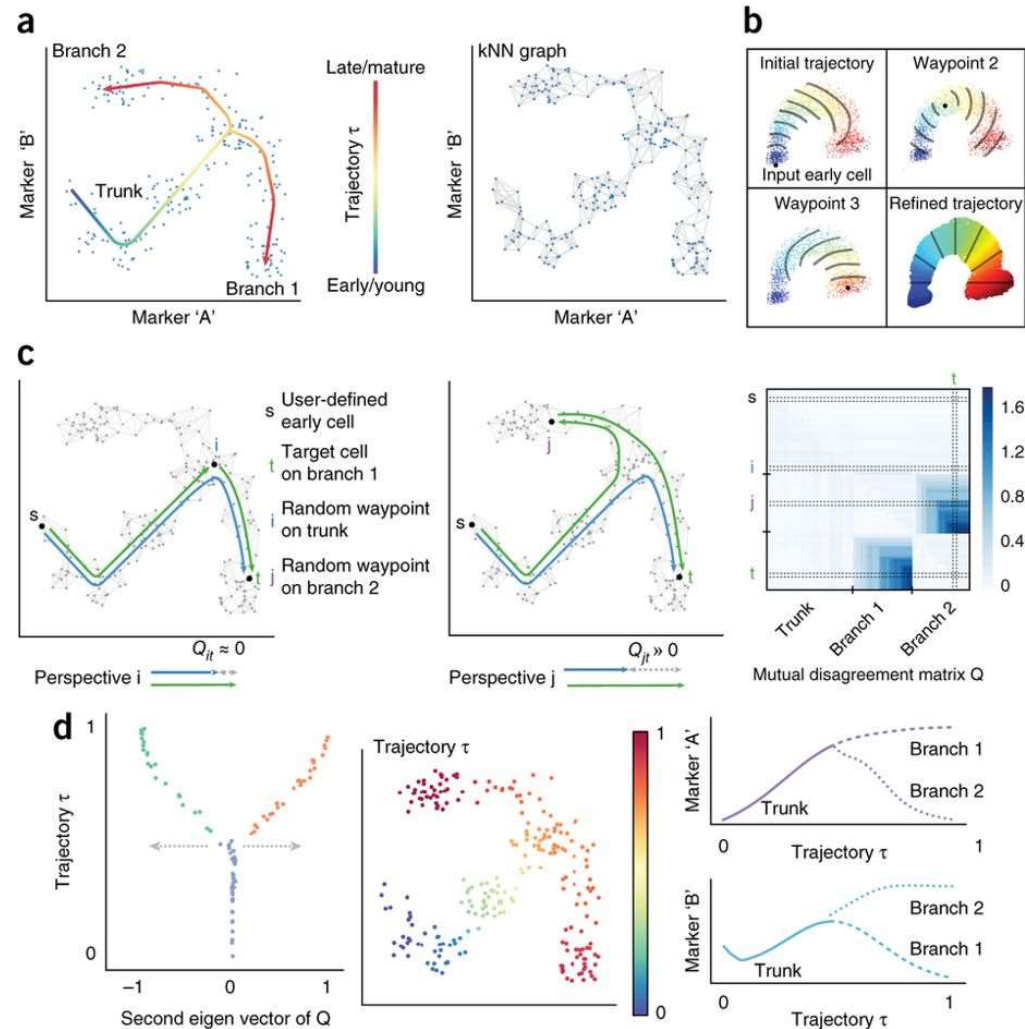 a
Branch 2
Marker 'B'
Trunk
Branch 1
Marker 'A'
Late/mature
Trajectory τ
Early/young
kNN graph
Marker 'B'
Marker 'A'
b
Initial trajectory
Input early cell
Waypoint 2
Waypoint 3
Refined trajectory
c
s
i
t
s User-defined
early cell
t Target cell
on branch 1
i Random waypoint
on trunk
j Random waypoint
on branch 2
Qit ≈ 0
Perspective i
s
j
t
Qjt » 0
Perspective j
t
s
i
j
t
1.6
1.2
0.8
0.4
0
Trunk
Branch 1
Branch 2
Mutual disagreement matrix Q
d
1
Trajectory τ
0
−1
0
1
Second eigen vector of Q
Trajectory τ
1
0
Marker 'A'
Branch 1
Branch 2
Trunk
0
1
Trajectory τ
Marker 'B'
Branch 2
Branch 1
Trunk
0
1
Trajectory τ